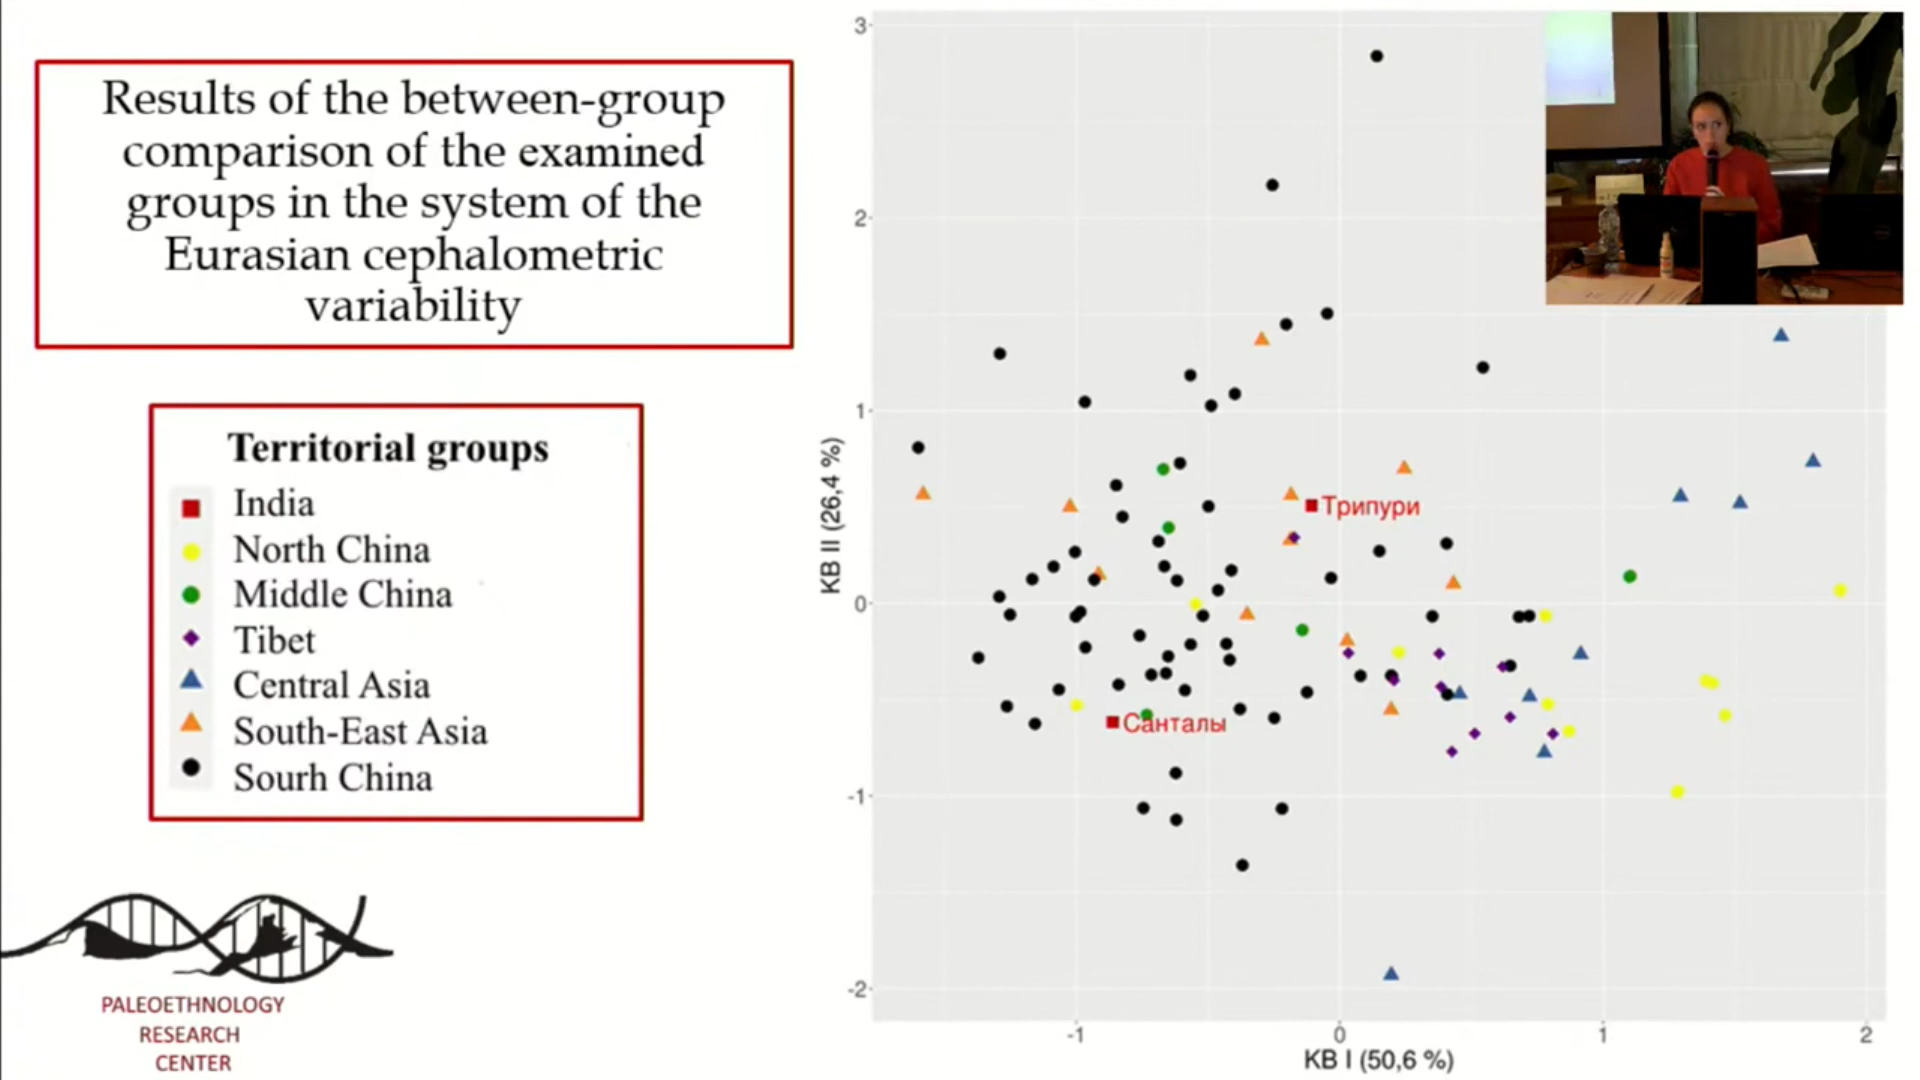 Results of the between-group
comparison of the examined
groups in the system of the
Eurasian cephalometric
variability
Territorial groups
India
North China
Middle China
Tibet
Central Asia
South-East Asia
Sourh China
PALEOETHNOLOGY
RESEARCH
CENTER
3
2
1
0
-1
-2
КВ II (26,4 %)
Трипури
Санталы
-1
0
1
2
КВ I (50,6 %)